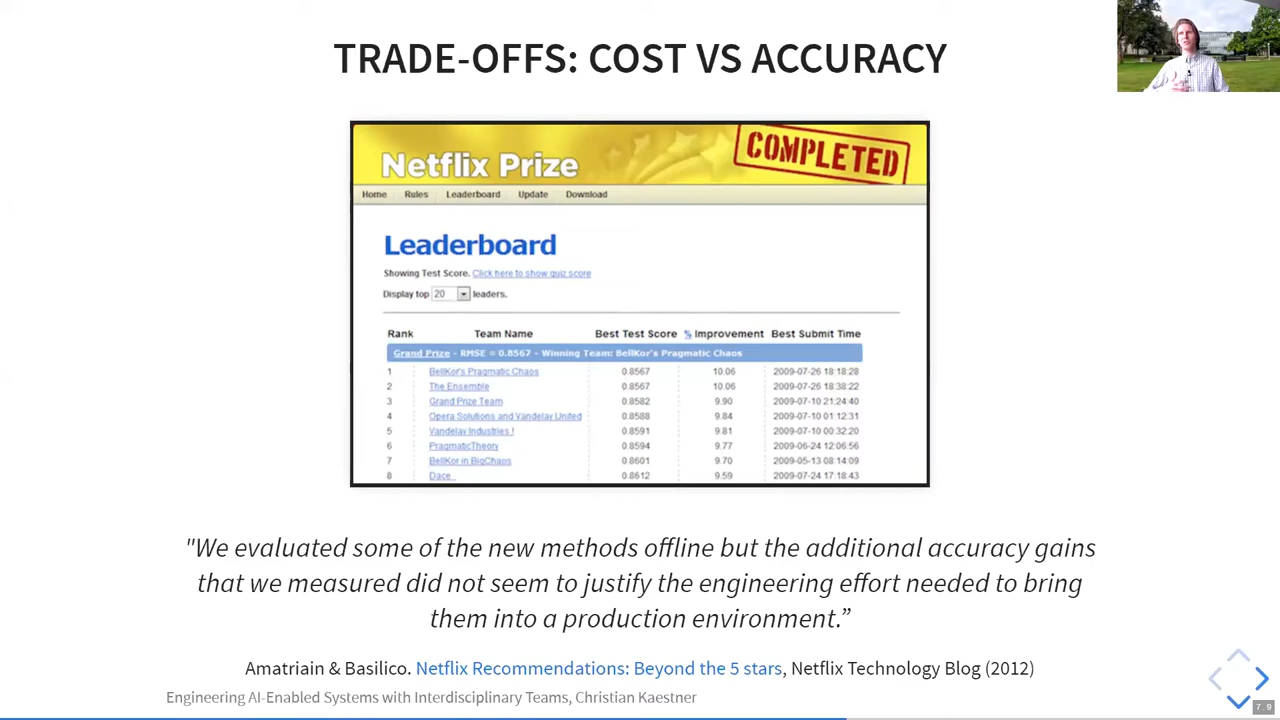 TRADE-OFFS: COST VS ACCURACY
Netflix Prize
COMPLETED
Home Rules Leaderboard Update Download
Leaderboard
Showing Test Score. Click here to show quiz score
Display top 20 leaders.
Rank Team Name Best Test Score % Improvement Best Submit Time
Grand Prize - RMSE = 0.8567 - Winning Team: BellKor's Pragmatic Chaos
1 BellKor's Pragmatic Chaos 0.8567 10.06 2009-07-26 18:18:28
2 The Ensemble 0.8567 10.06 2009-07-26 18:38:22
3 Grand Prize Team 0.8582 9.90 2009-07-10 21:24:40
4 Opera Solutions and Vandelay United 0.8588 9.84 2009-07-10 01:12:31
5 Vandelay Industries ! 0.8591 9.81 2009-07-10 00:32:20
6 PragmaticTheory 0.8594 9.77 2009-06-24 12:06:56
7 BellKor in BigChaos 0.8601 9.70 2009-05-13 08:14:09
8 Dace_ 0.8612 9.59 2009-07-24 17:18:43
"We evaluated some of the new methods offline but the additional accuracy gains
that we measured did not seem to justify the engineering effort needed to bring
them into a production environment.”
Amatriain & Basilico. Netflix Recommendations: Beyond the 5 stars, Netflix Technology Blog (2012)
Engineering AI-Enabled Systems with Interdisciplinary Teams, Christian Kaestner
7.9